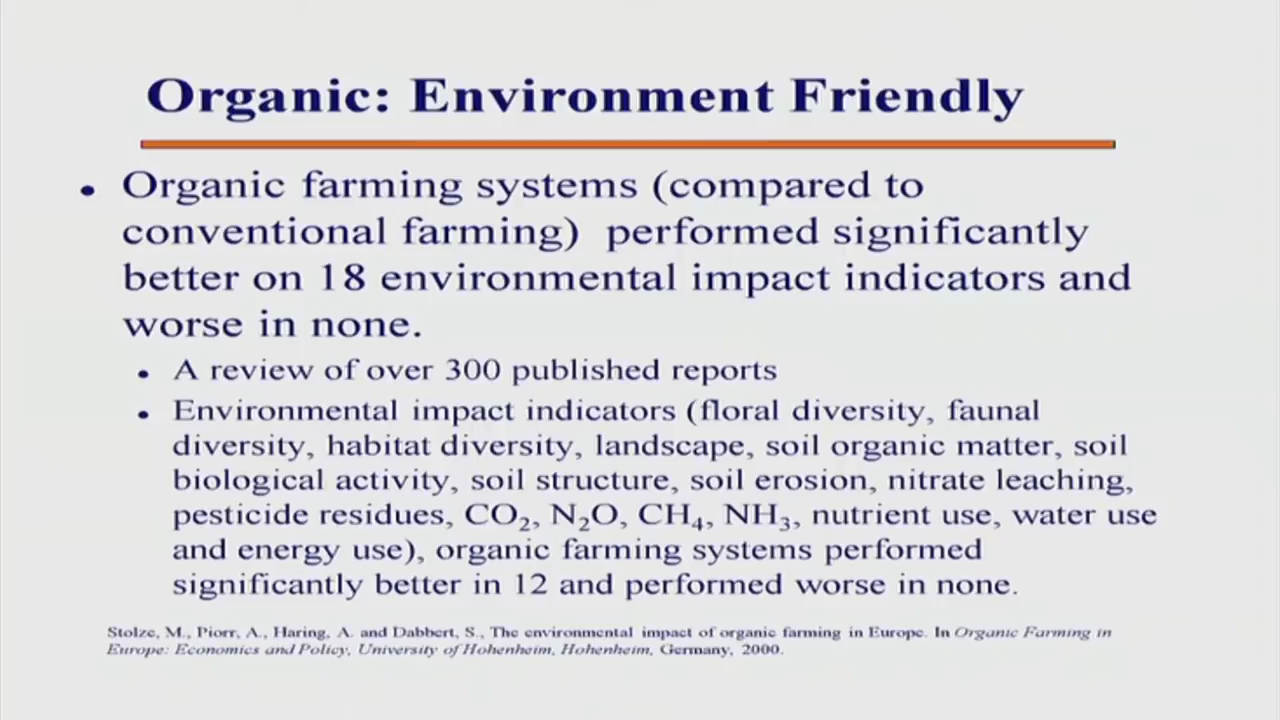 Organic: Environment Friendly
• Organic farming systems (compared to
conventional farming) performed significantly
better on 18 environmental impact indicators and
worse in none.
• A review of over 300 published reports
• Environmental impact indicators (floral diversity, faunal
diversity, habitat diversity, landscape, soil organic matter, soil
biological activity, soil structure, soil erosion, nitrate leaching,
pesticide residues, CO₂, N₂O, CH₄, NH₃, nutrient use, water use
and energy use), organic farming systems performed
significantly better in 12 and performed worse in none.
Stolze, M., Piorr, A., Haring, A. and Dabbert, S., The environmental impact of organic farming in Europe. In Organic Farming in
Europe: Economics and Policy, University of Hohenheim, Hohenheim, Germany, 2000.